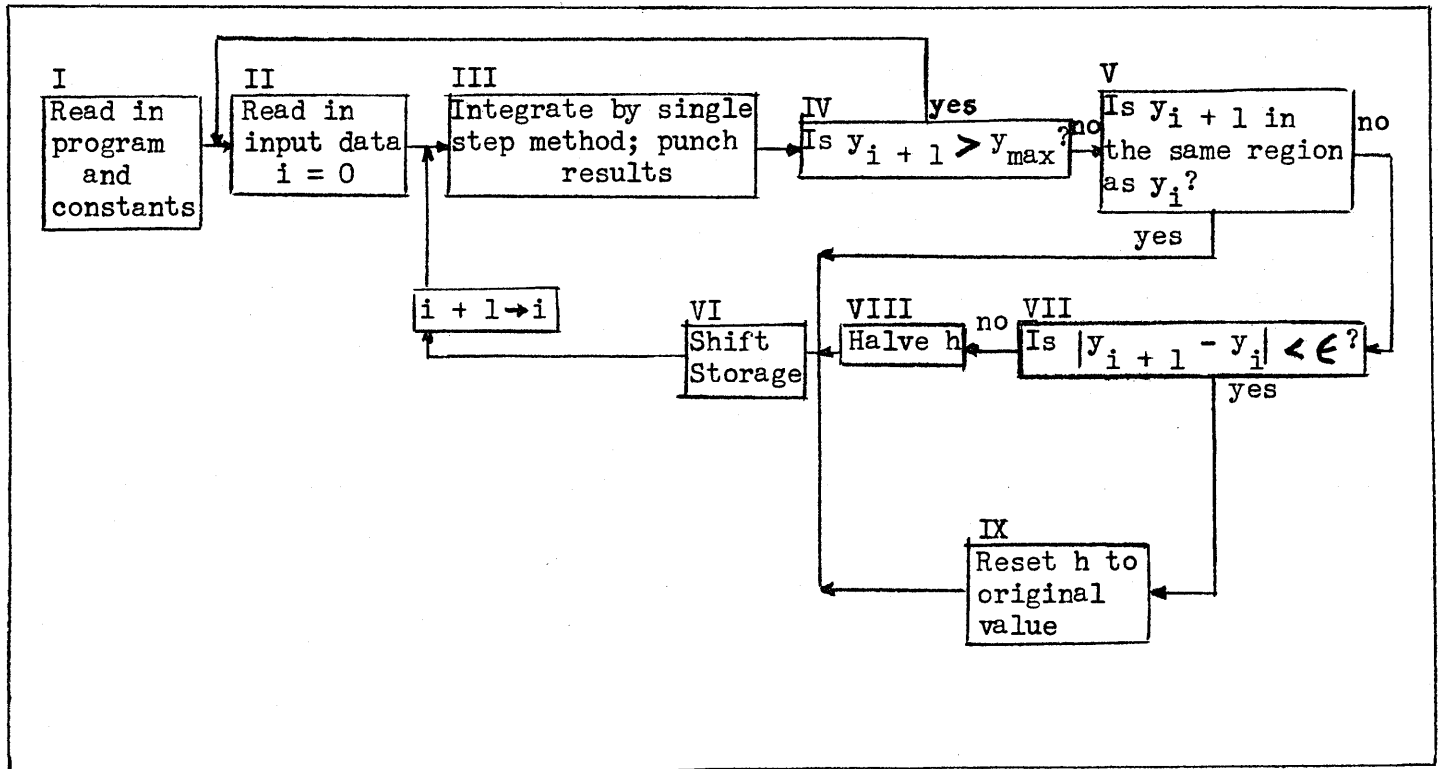 I
Read in
program
and
constants
II
Read in
input data
i = 0
III
Integrate by single
step method; punch
results
IV
Is y_{i + 1} > y_{max}?
yes
no
V
Is y_i + 1 in
the same region
as y_i?
no
yes
i + 1 → i
VI
Shift
Storage
VIII
Halve h
no
VII
Is |y_{i + 1} - y_i| < ϵ?
yes
IX
Reset h to
original
value